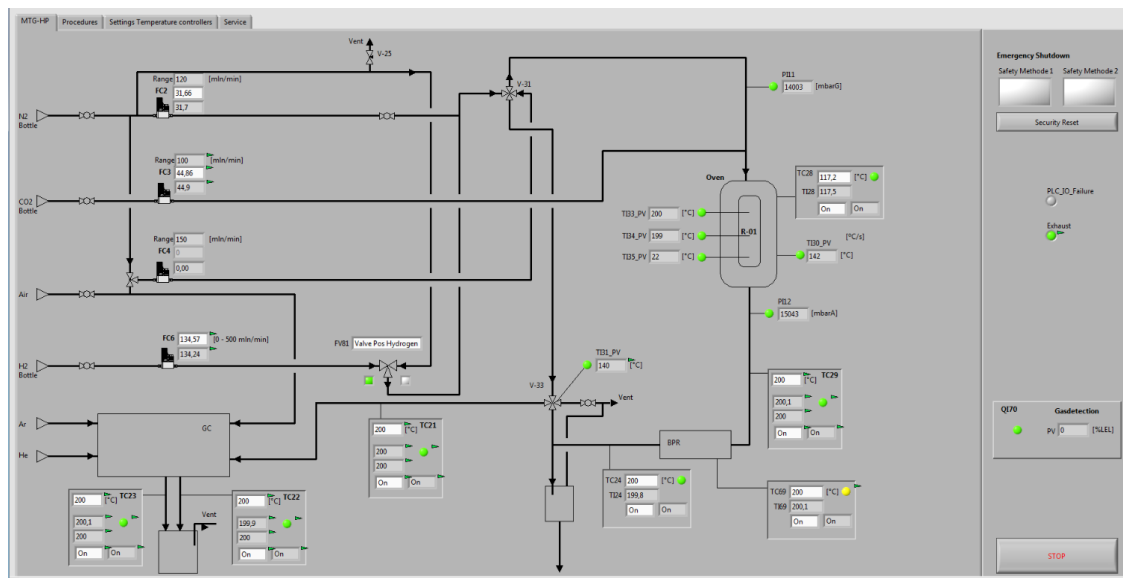 MTG-HP Procedures Settings Temperature controllers Service
Vent
V-25
Range 120 [mln/min]
FC2 31,66
31,7
N2
Bottle
V-31
PI11
14003 [mbarG]
Range 100 [mln/min]
FC3 44,86
44,9
CO2
Bottle
Oven
TC28 117,2 [°C]
TI28 117,5
On On
TI33_PV 200 [°C]
TI34_PV 199 [°C]
TI35_PV 22 [°C]
R-01
[°C/s]
TI30_PV
142 [°C]
Range 150 [mln/min]
FC4 0
0,00
Air
PI12
15043 [mbarA]
FC6 134,57 [0 - 500 mln/min]
134,24
H2
Bottle
FV81 Valve Pos Hydrogen
TI31_PV
140 [°C]
V-33
Vent
TC29
200 [°C]
200,1
200
On On
Ar
He
GC
TC21
200 [°C]
200
200
On On
BPR
TC24 200 [°C]
TI24 199,8
On On
TC69 200 [°C]
TI69 200,1
On On
TC23
200 [°C]
200,1
200
On On
Vent
TC22
200 [°C]
199,9
200
On On
Emergency Shutdown
Safety Methode 1 Safety Methode 2
Security Reset
PLC_IO_Failure
Exhaust
QI70 Gasdetection
PV 0 [%LEL]
STOP